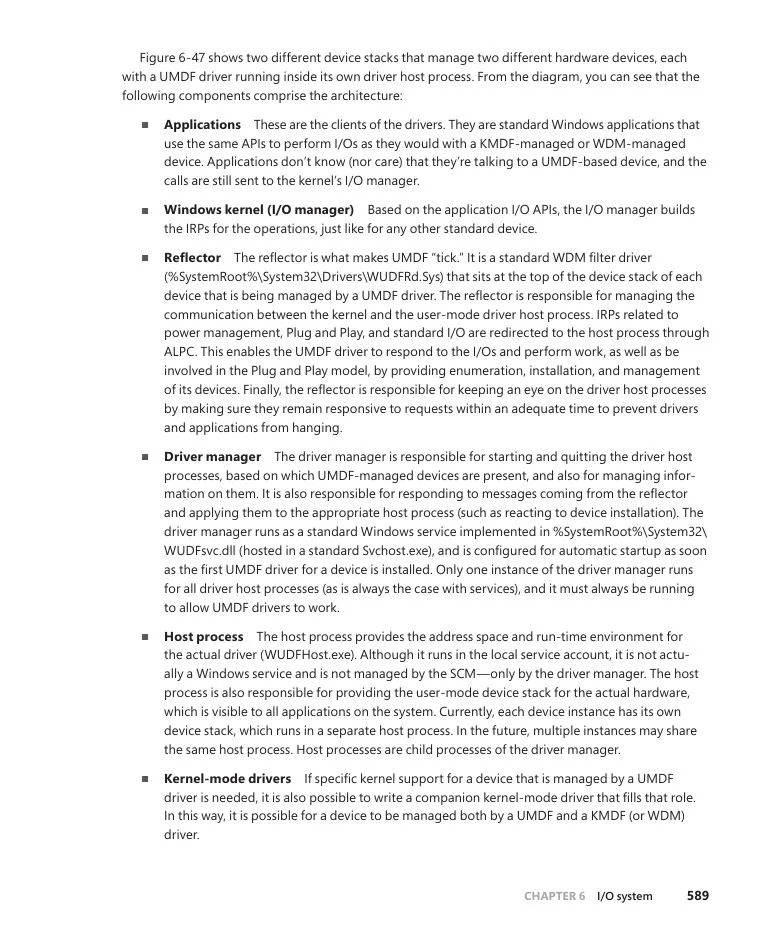 Figure 6-47 shows two different device stacks that manage two different hardware devices, each
with a UMDF driver running inside its own driver host process. From the diagram, you can see that the
following components comprise the architecture:
■ Applications These are the clients of the drivers. They are standard Windows applications that
use the same APIs to perform I/Os as they would with a KMDF-managed or WDM-managed
device. Applications don't know (nor care) that they're talking to a UMDF-based device, and the
calls are still sent to the kernel's I/O manager.
■ Windows kernel (I/O manager) Based on the application I/O APIs, the I/O manager builds
the IRPs for the operations, just like for any other standard device.
■ Reflector The reflector is what makes UMDF “tick.” It is a standard WDM filter driver
(%SystemRoot%\System32\Drivers\WUDFRd.Sys) that sits at the top of the device stack of each
device that is being managed by a UMDF driver. The reflector is responsible for managing the
communication between the kernel and the user-mode driver host process. IRPs related to
power management, Plug and Play, and standard I/O are redirected to the host process through
ALPC. This enables the UMDF driver to respond to the I/Os and perform work, as well as be
involved in the Plug and Play model, by providing enumeration, installation, and management
of its devices. Finally, the reflector is responsible for keeping an eye on the driver host processes
by making sure they remain responsive to requests within an adequate time to prevent drivers
and applications from hanging.
■ Driver manager The driver manager is responsible for starting and quitting the driver host
processes, based on which UMDF-managed devices are present, and also for managing infor-
mation on them. It is also responsible for responding to messages coming from the reflector
and applying them to the appropriate host process (such as reacting to device installation). The
driver manager runs as a standard Windows service implemented in %SystemRoot%\System32\
WUDFsvc.dll (hosted in a standard Svchost.exe), and is configured for automatic startup as soon
as the first UMDF driver for a device is installed. Only one instance of the driver manager runs
for all driver host processes (as is always the case with services), and it must always be running
to allow UMDF drivers to work.
■ Host process The host process provides the address space and run-time environment for
the actual driver (WUDFHost.exe). Although it runs in the local service account, it is not actu-
ally a Windows service and is not managed by the SCM—only by the driver manager. The host
process is also responsible for providing the user-mode device stack for the actual hardware,
which is visible to all applications on the system. Currently, each device instance has its own
device stack, which runs in a separate host process. In the future, multiple instances may share
the same host process. Host processes are child processes of the driver manager.
■ Kernel-mode drivers If specific kernel support for a device that is managed by a UMDF
driver is needed, it is also possible to write a companion kernel-mode driver that fills that role.
In this way, it is possible for a device to be managed both by a UMDF and a KMDF (or WDM)
driver.
CHAPTER 6 I/O system 589